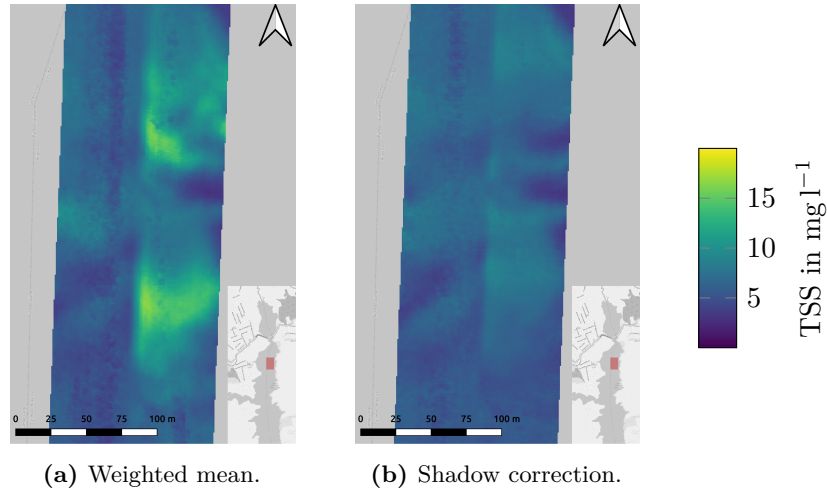 0 25 50 75 100 m
0 25 50 75 100 m
15
10
5
TSS in mg l⁻¹
(a) Weighted mean.
(b) Shadow correction.